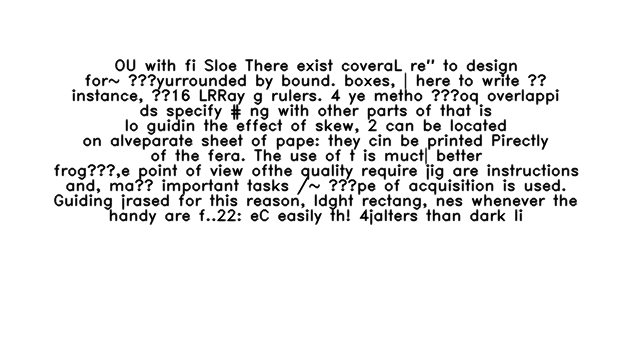 OU with fi Sloe There exist coveraL re" to design
for~ ???yurrounded by bound. boxes, | here to write ??
instance, ??16 LRRay g rulers. 4 ye metho ???oq overlappi
ds specify # ng with other parts of that is
lo guidin the effect of skew, 2 can be located
on alveparate sheet of pape: they cin be printed Pirectly
of the fera. The use of t is muct| better
frog???,e point of view ofthe quality require jig are instructions
and, ma?? important tasks /~ ???pe of acquisition is used.
Guiding jrased for this reason, ldght rectang, nes whenever the
handy are f..22: eC easily th! 4jalters than dark li